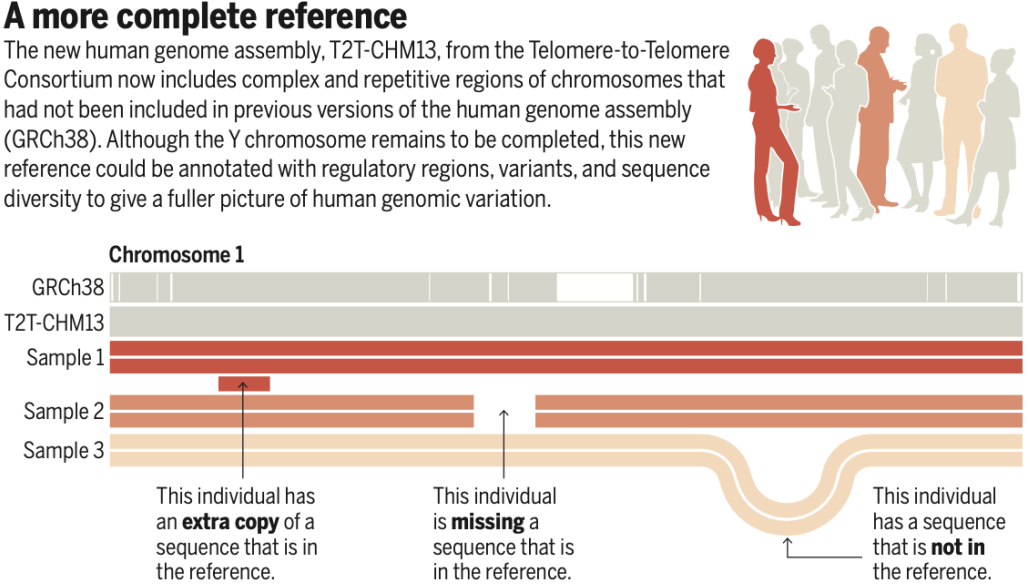 A more complete reference
The new human genome assembly, T2T-CHM13, from the Telomere-to-Telomere
Consortium now includes complex and repetitive regions of chromosomes that
had not been included in previous versions of the human genome assembly
(GRCh38). Although the Y chromosome remains to be completed, this new
reference could be annotated with regulatory regions, variants, and sequence
diversity to give a fuller picture of human genomic variation.
Chromosome 1
GRCh38
T2T-CHM13
Sample 1
Sample 2
Sample 3
This individual has
an extra copy of a
sequence that is in
the reference.
This individual
is missing a
sequence that is
in the reference.
This individual
has a sequence
that is not in
the reference.